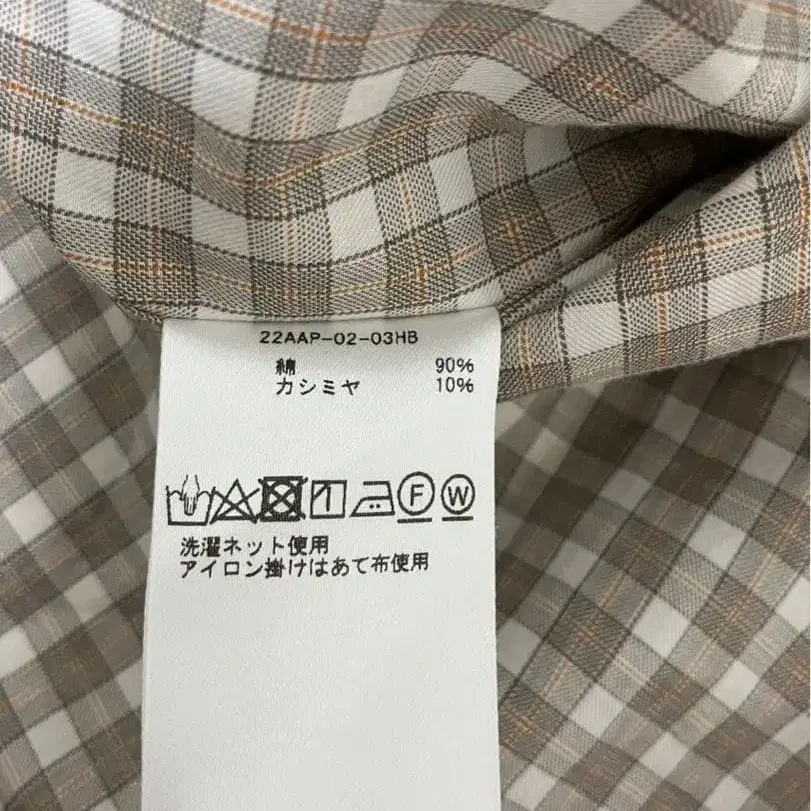 22AAP-02-03HB
綿 90%
カシミヤ 10%
F W
洗濯ネット使用
アイロン掛けはあて布使用